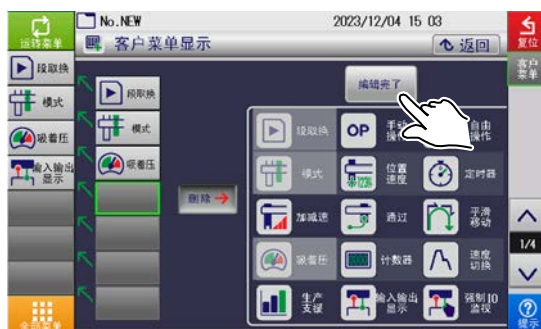 运转菜单
No.NEW
2023/12/04 15 03
复位
客户菜单显示
返回
客户菜单
段取换
模式
吸着压
输入输出显示
全部菜单
段取换
模式
吸着压
删除
编辑完了
段取换
OP
自由操作
模式
位置速度
定时器
加减速
通过
平滑移动
吸着压
计数器
速度切换
生产支援
输入输出显示
强制IO监视
1/4
提示